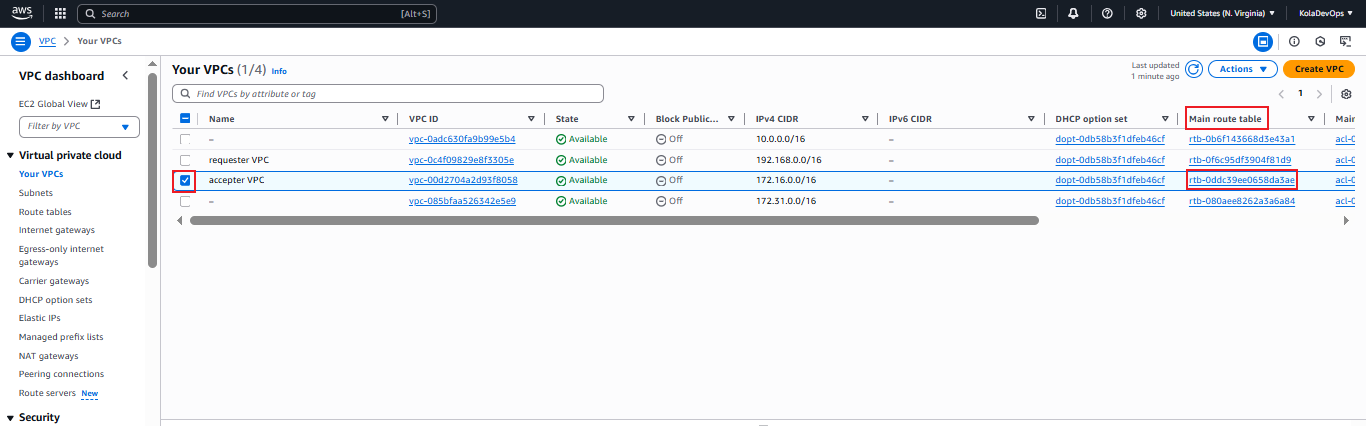 aws Search [Alt+S] United States (N. Virginia) KolaDevOps
VPC Your VPCs
VPC dashboard
EC2 Global View
Filter by VPC
Virtual private cloud
Your VPCs
Subnets
Route tables
Internet gateways
Egress-only internet
gateways
Carrier gateways
DHCP option sets
Elastic IPs
Managed prefix lists
NAT gateways
Peering connections
Route servers New
Security
Your VPCs (1/4) Info
Last updated
1 minute ago
Actions Create VPC
Find VPCs by attribute or tag
1
Name VPC ID State Block Public... IPv4 CIDR IPv6 CIDR DHCP option set Main route table Main
– vpc-0adc630fa9b99e5b4 Available Off 10.0.0.0/16 – dopt-0db58b3f1dfeb46cf rtb-0b6f143668d3e43a1 acl-0
requester VPC vpc-0c4f09829e8f3305e Available Off 192.168.0.0/16 – dopt-0db58b3f1dfeb46cf rtb-0f6c95df3904f81d9 acl-0
accepter VPC vpc-00d2704a2d93f8058 Available Off 172.16.0.0/16 – dopt-0db58b3f1dfeb46cf rtb-0ddc39ee0658da3ae acl-0
– vpc-085bfaa526342e5e9 Available Off 172.31.0.0/16 – dopt-0db58b3f1dfeb46cf rtb-080aee8262a3a6a84 acl-0